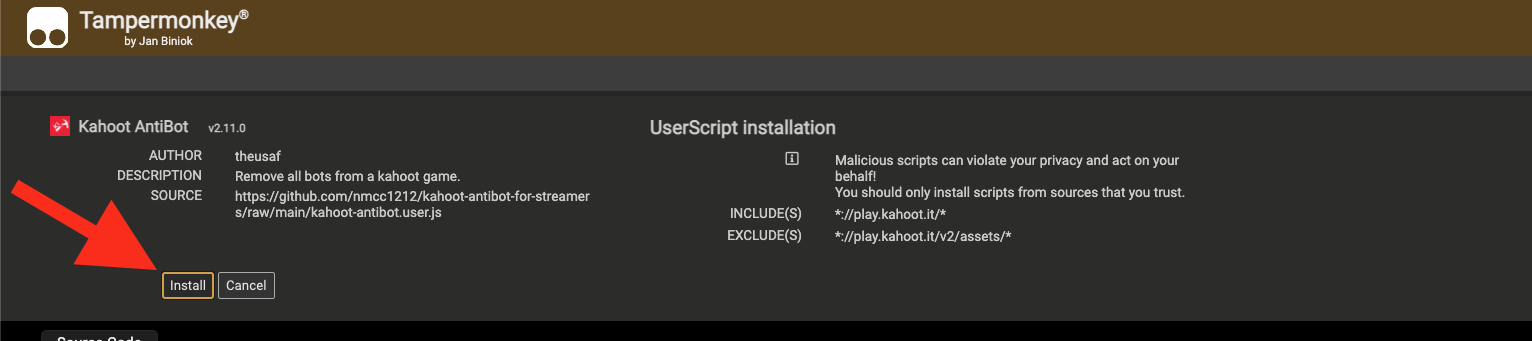 Tampermonkey®
by Jan Biniok
Kahoot AntiBot v2.11.0
AUTHOR theusaf
DESCRIPTION Remove all bots from a kahoot game.
SOURCE https://github.com/nmcc1212/kahoot-antibot-for-streamer
s/raw/main/kahoot-antibot.user.js
Install Cancel
UserScript installation
Malicious scripts can violate your privacy and act on your
behalf!
You should only install scripts from sources that you trust.
INCLUDE(S) *://play.kahoot.it/*
EXCLUDE(S) *://play.kahoot.it/v2/assets/*
Source Code